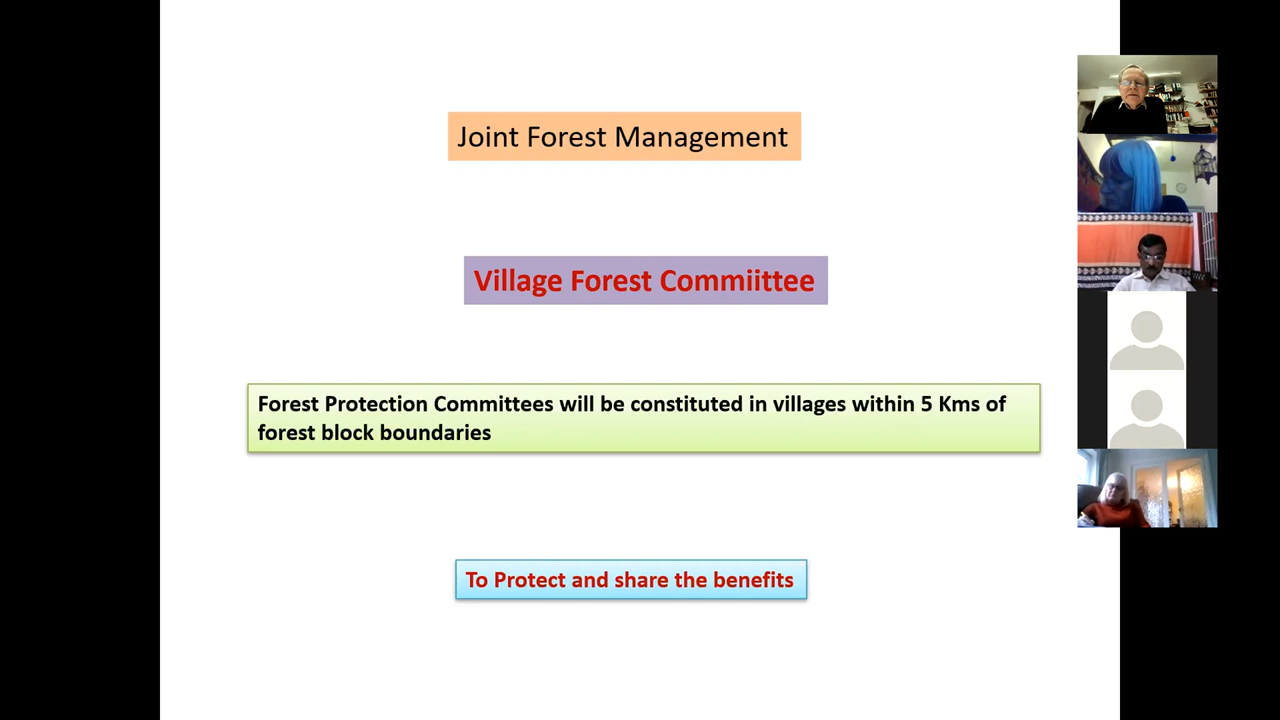 Joint Forest Management
Village Forest Commiittee
Forest Protection Committees will be constituted in villages within 5 Kms of
forest block boundaries
To Protect and share the benefits